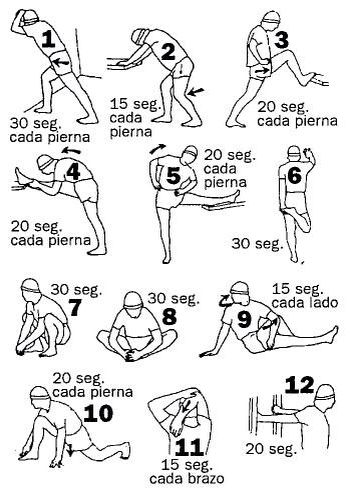 1
30 seg.
cada pierna
2
15 seg.
cada
pierna
3
20 seg.
cada pierna
4
20 seg.
cada pierna
5
20 seg.
cada
pierna
6
30 seg.
7
30 seg.
8
30 seg.
9
15 seg.
cada lado
10
20 seg.
cada pierna
11
15 seg.
cada brazo
12
20 seg.